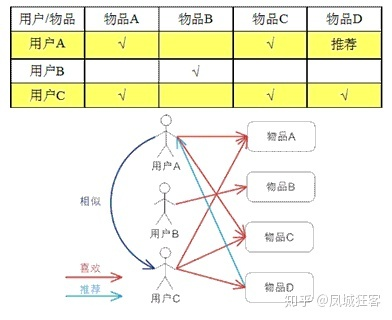 用户/物品 物品A 物品B 物品C 物品D
用户A √ √ 推荐
用户B √
用户C √ √ √
用户A
物品A
相似
用户B
物品B
物品C
喜欢
推荐
用户C
物品D
知乎 @凤城狂客